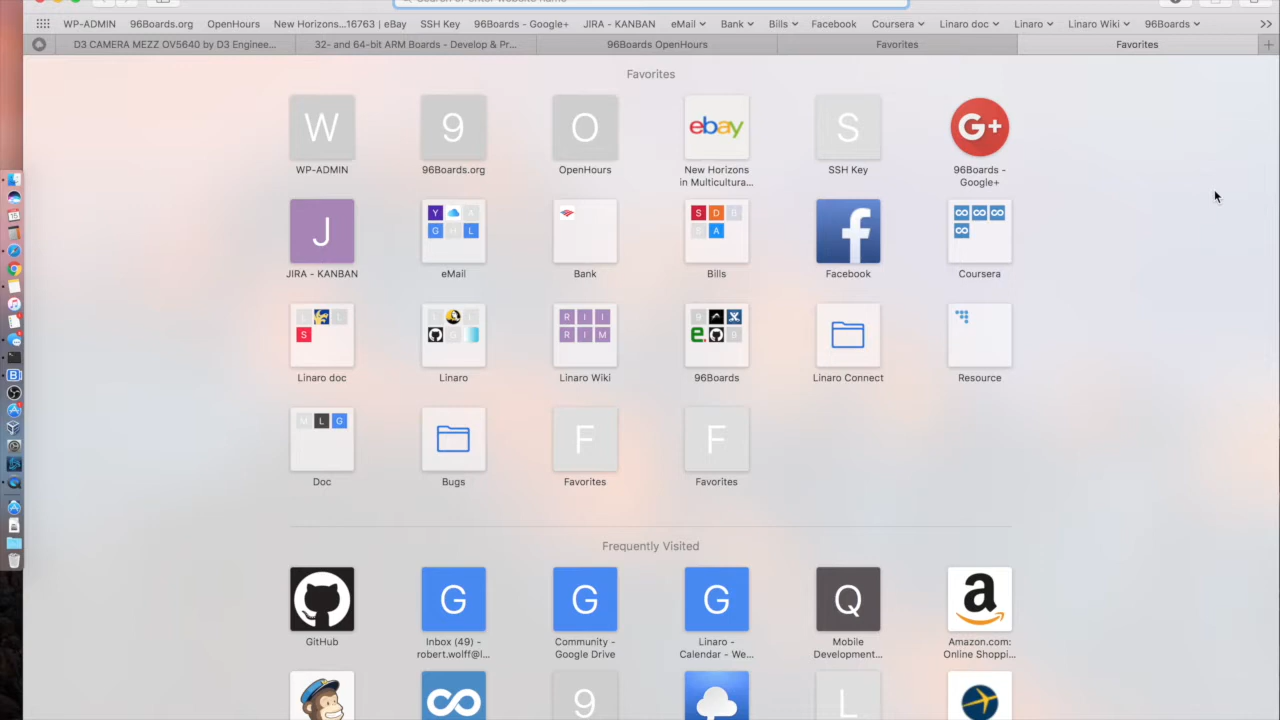 WP-ADMIN 96Boards.org OpenHours New Horizons...16763 | eBay SSH Key 96Boards - Google+ JIRA - KANBAN eMail Bank Bills Facebook Coursera Linaro doc Linaro Linaro Wiki 96Boards
D3 CAMERA MEZZ OV5640 by D3 Enginee... 32- and 64-bit ARM Boards - Develop & Pr... 96Boards OpenHours Favorites Favorites
Favorites
W 9 O ebay S G+
WP-ADMIN 96Boards.org OpenHours New Horizons in Multicultura... SSH Key 96Boards - Google+
J Y G L S D A f
JIRA - KANBAN eMail Bank Bills Facebook Coursera
S R I I R I M e.
Linaro doc Linaro Linaro Wiki 96Boards Linaro Connect Resource
L G F F
Doc Bugs Favorites Favorites
Frequently Visited
G G G Q a
GitHub Inbox (49) - robert.wolff@l... Community - Google Drive Linaro - Calendar - We... Mobile Development... Amazon.com: Online Shoppi...
9 L